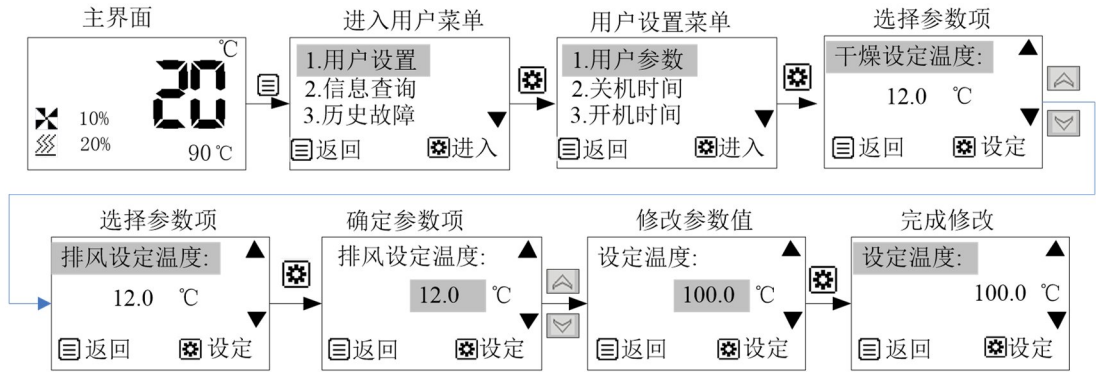 主界面
℃
20
10%
20%
90℃
进入用户菜单
1.用户设置
2.信息查询
3.历史故障
返回
进入
用户设置菜单
1.用户参数
2.关机时间
3.开机时间
返回
进入
选择参数项
干燥设定温度:
12.0 ℃
返回
设定
选择参数项
排风设定温度:
12.0 ℃
返回
设定
确定参数项
排风设定温度:
12.0 ℃
返回
设定
修改参数值
设定温度:
100.0 ℃
返回
设定
完成修改
设定温度:
100.0 ℃
返回
设定